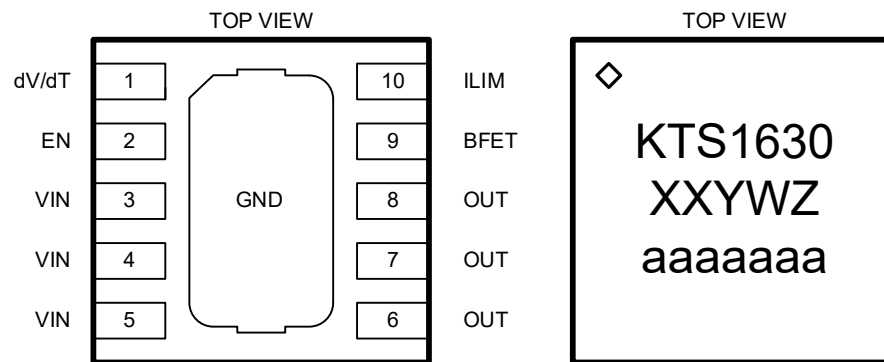 TOP VIEW
TOP VIEW
dV/dT 1 10 ILIM
EN 2 9 BFET
VIN 3 GND 8 OUT
VIN 4 7 OUT
VIN 5 6 OUT
KTS1630
XXYWZ
aaaaaaa